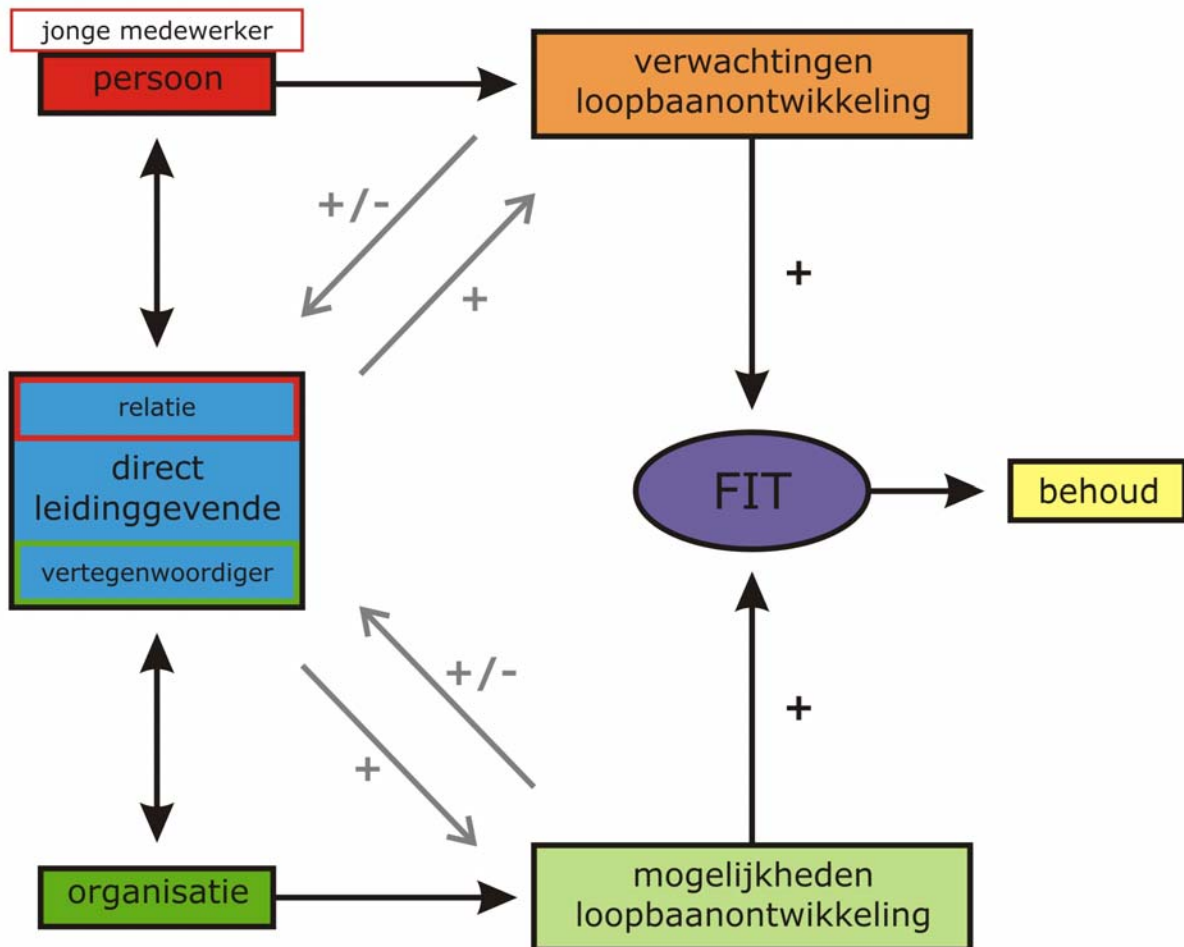 jonge medewerker
persoon
verwachtingen
loopbaanontwikkeling
+/-
+
+
relatie
direct
leidinggevende
vertegenwoordiger
FIT
behoud
+/-
+
+
organisatie
mogelijkheden
loopbaanontwikkeling